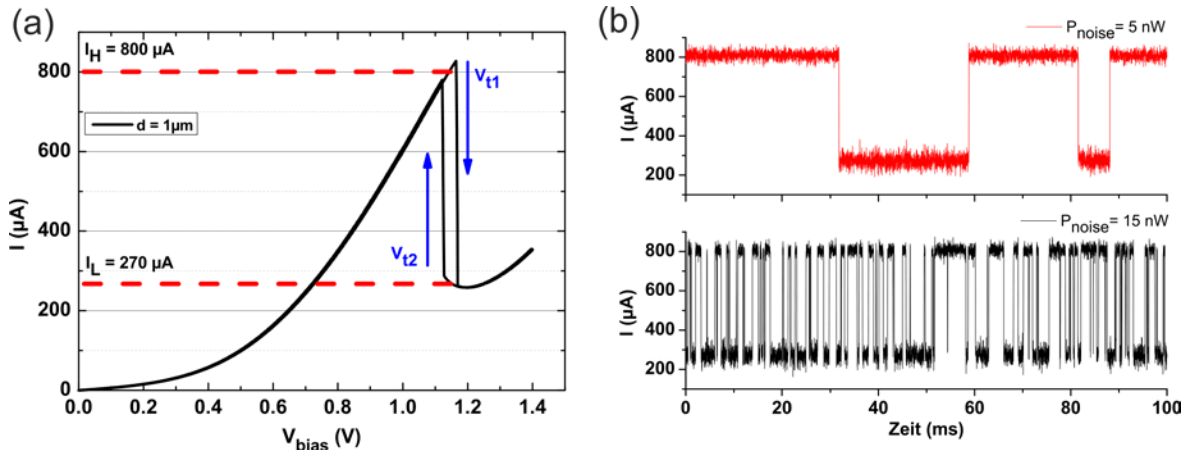 (a)
I_H = 800 µA
V_t1
d = 1µm
V_t2
I_L = 270 µA
I (µA)
800
600
400
200
0
0.0 0.2 0.4 0.6 0.8 1.0 1.2 1.4
V_bias (V)
(b)
P_noise= 5 nW
I (µA)
800
600
400
200
P_noise= 15 nW
I (µA)
800
600
400
200
0 20 40 60 80 100
Zeit (ms)